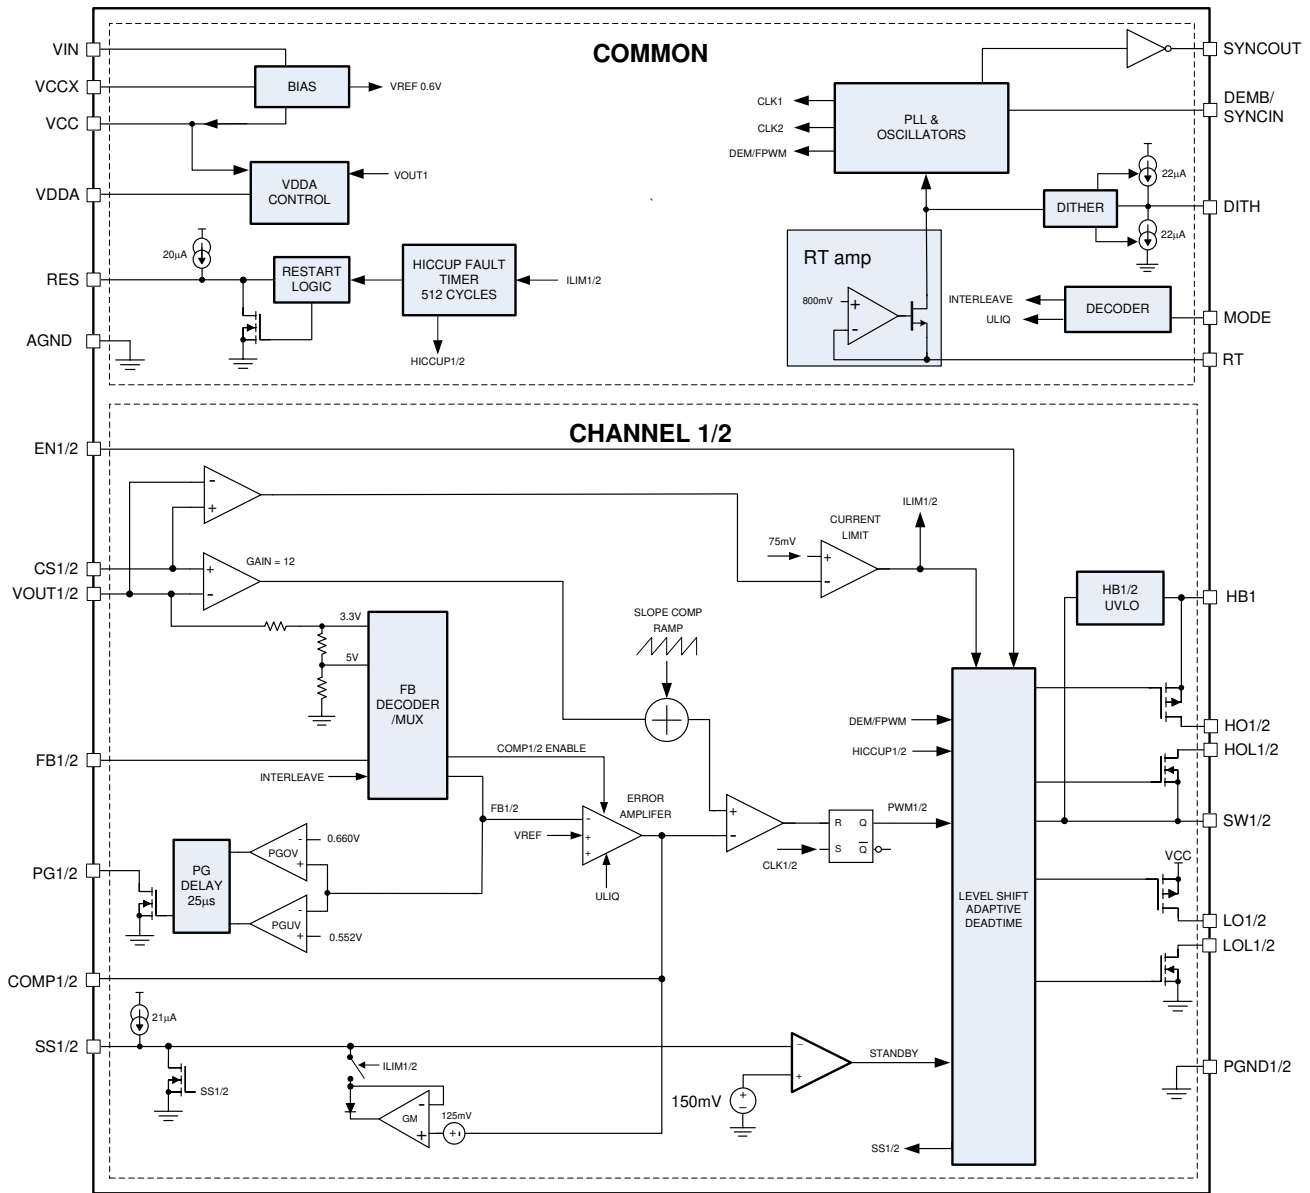 COMMON
VIN
VCCX
VCC
VDDA
RES
AGND
BIAS
VREF 0.6V
VDDA
CONTROL
VOUT1
20µA
RESTART
LOGIC
HICCUP FAULT
TIMER
512 CYCLES
ILIM1/2
HICCUP1/2
CLK1
CLK2
DEM/FPWM
PLL &
OSCILLATORS
SYNCOUT
DEMB/
SYNCIN
22µA
DITHER
DITH
22µA
RT amp
800mV
+
-
INTERLEAVE
ULIQ
DECODER
MODE
RT
CHANNEL 1/2
EN1/2
-
+
CS1/2
VOUT1/2
+
-
GAIN = 12
ILIM1/2
CURRENT
LIMIT
75mV
+
-
3.3V
5V
FB
DECODER
/MUX
SLOPE COMP
RAMP
HB1/2
UVLO
HB1
HO1/2
HOL1/2
SW1/2
FB1/2
INTERLEAVE
COMP1/2 ENABLE
FB1/2
VREF
ERROR
AMPLIFER
-
+
+
ULIQ
+
-
R
Q
S
Q
CLK1/2
PWM1/2
DEM/FPWM
HICCUP1/2
LEVEL SHIFT
ADAPTIVE
DEADTIME
VCC
LO1/2
LOL1/2
PGND1/2
PG1/2
PG
DELAY
25µs
PGOV
-
+
0.660V
PGUV
-
+
0.552V
COMP1/2
21µA
SS1/2
SS1/2
ILIM1/2
GM
-
+
125mV
+
-
150mV
+
−
−
+
STANDBY
SS1/2